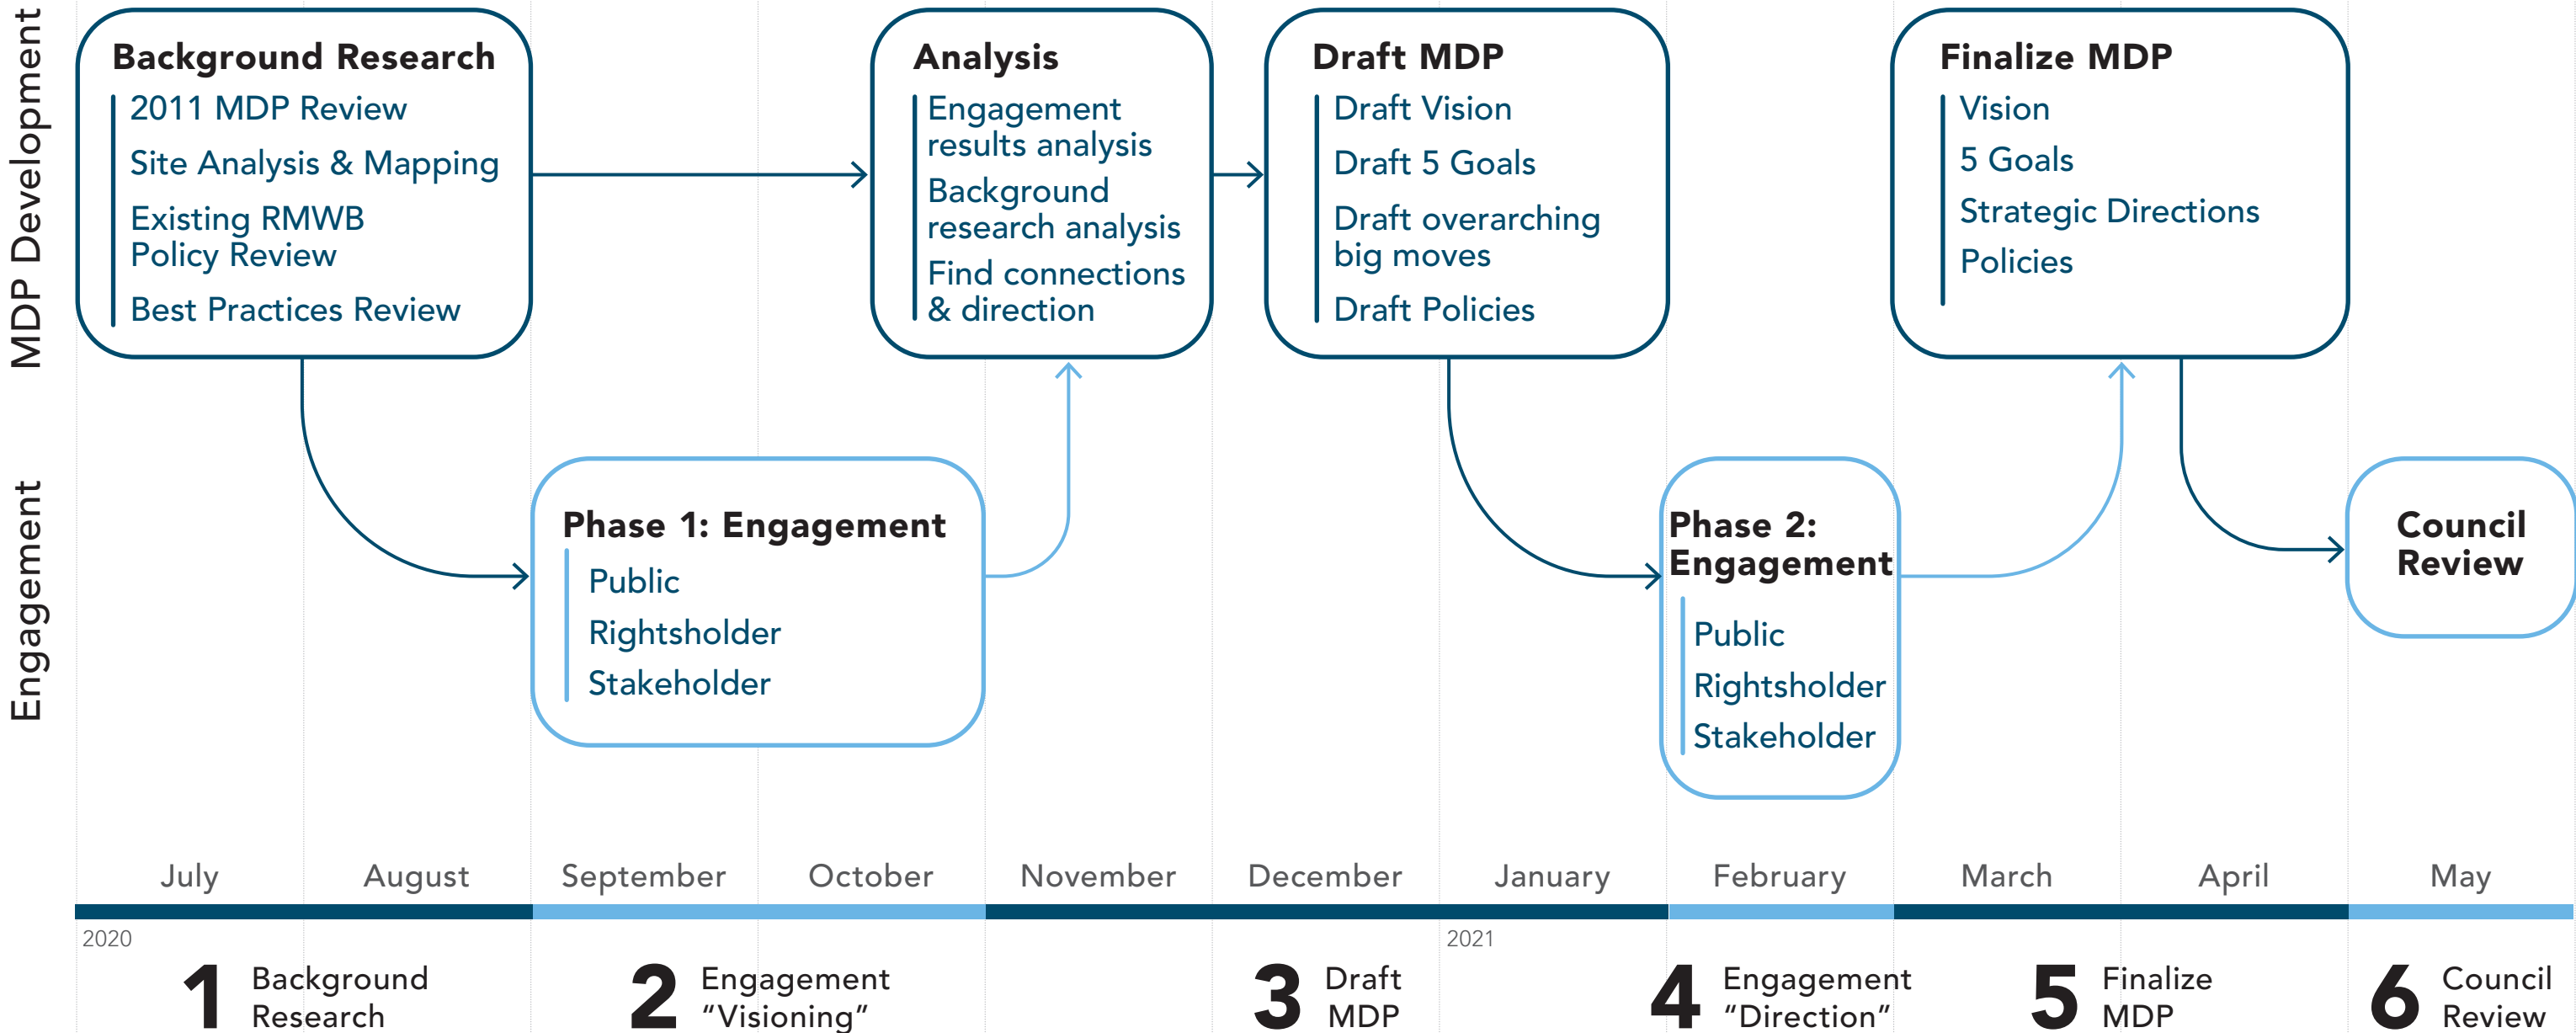 MDP Development
Background Research
2011 MDP Review
Site Analysis & Mapping
Existing RMWB
Policy Review
Best Practices Review
Analysis
Engagement
results analysis
Background
research analysis
Find connections
& direction
Draft MDP
Draft Vision
Draft 5 Goals
Draft overarching
big moves
Draft Policies
Finalize MDP
Vision
5 Goals
Strategic Directions
Policies
Engagement
Phase 1: Engagement
Public
Rightsholder
Stakeholder
Phase 2:
Engagement
Public
Rightsholder
Stakeholder
Council
Review
July August September October November December January February March April May
2020 2021
1 Background
Research
2 Engagement
“Visioning”
3 Draft
MDP
4 Engagement
“Direction”
5 Finalize
MDP
6 Council
Review